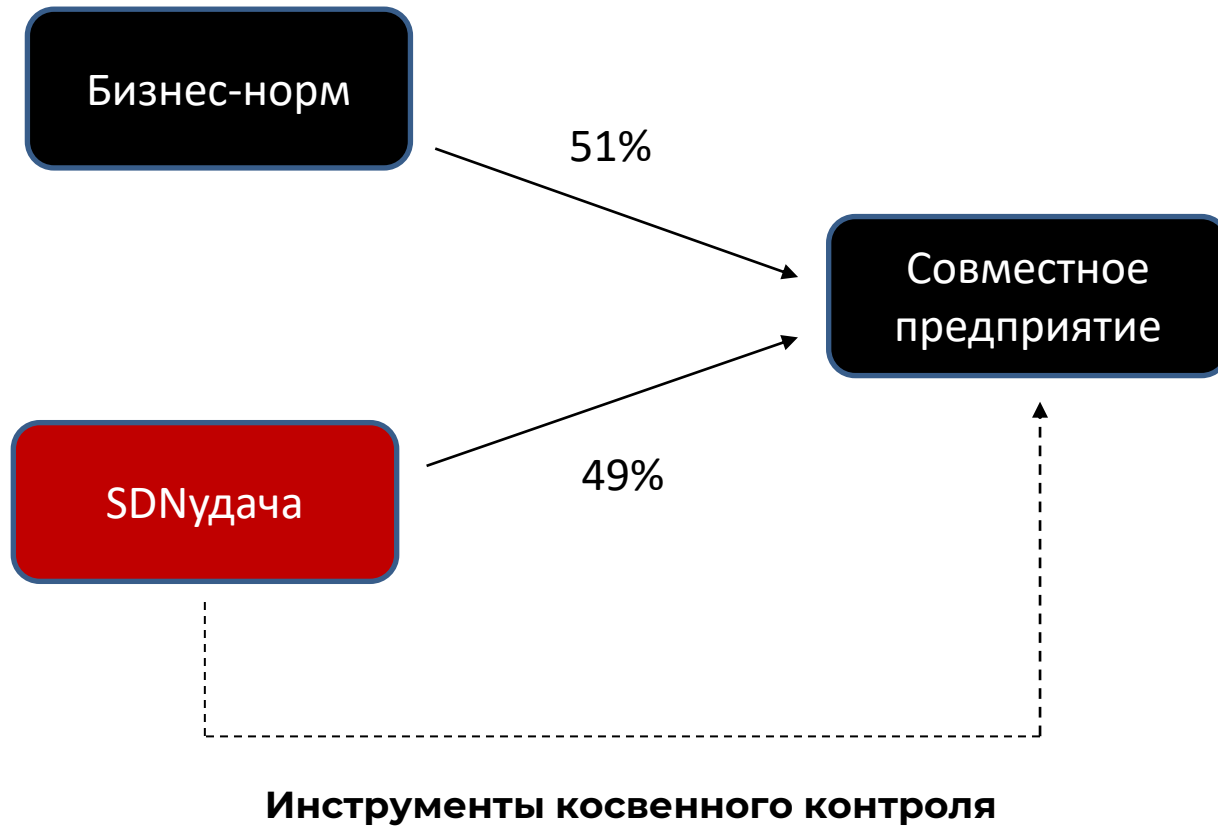 Бизнес-норм
51%
Совместное
предприятие
49%
SDNудача
Инструменты косвенного контроля